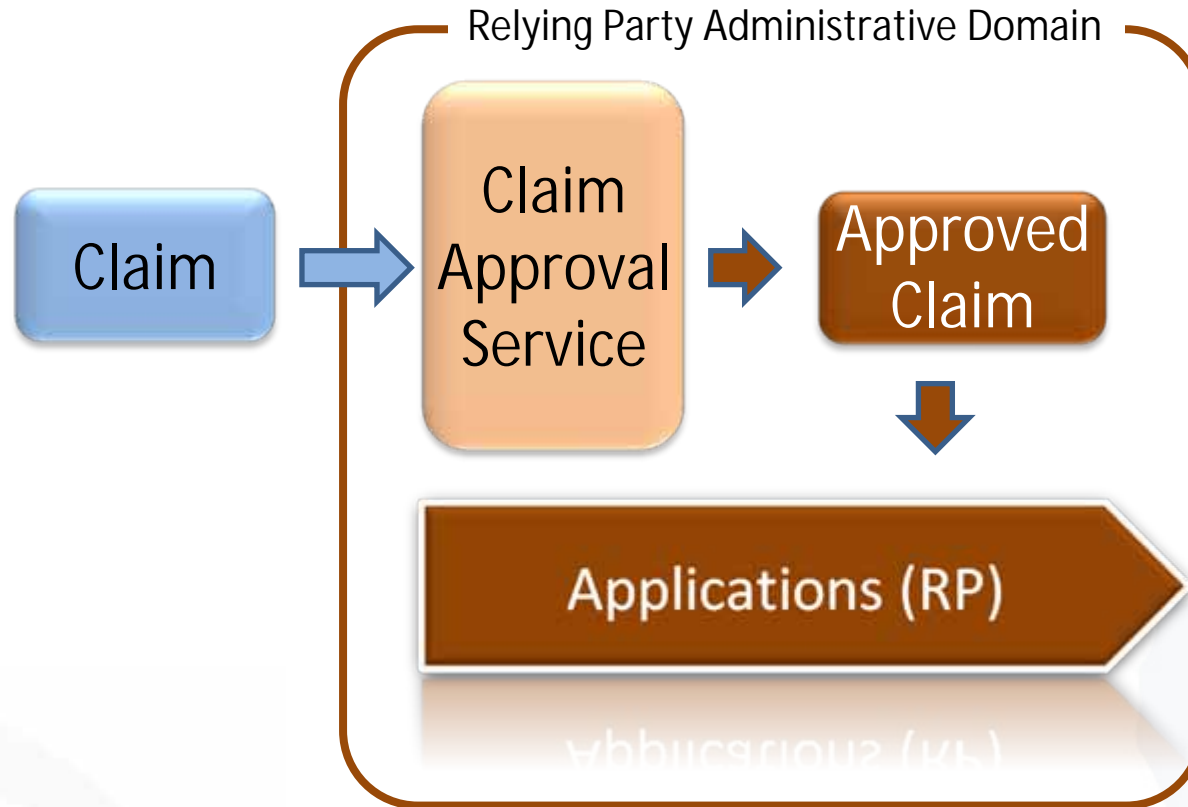 Relying Party Administrative Domain
Claim
Claim
Approval
Service
Approved
Claim
Applications (RP)